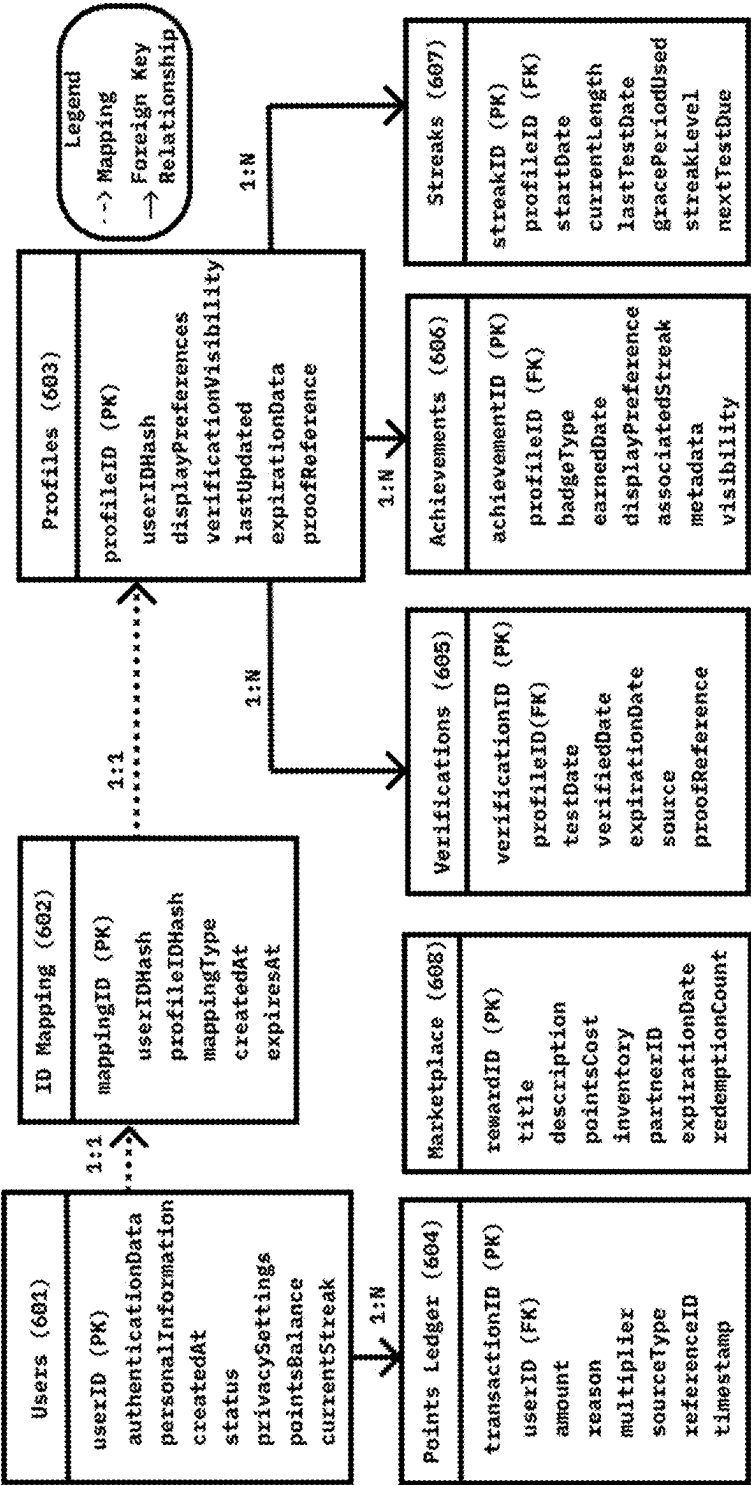 Users (601)
userID (PK)
authenticationData
personalInformation
createdAt
status
privacySettings
pointsBalance
currentStreak
1:1
ID Mapping (602)
mappingID (PK)
userIDHash
profileIDHash
mappingType
createdAt
expiresAt
1:1
Profiles (603)
profileID (PK)
userIDHash
displayPreferences
verificationVisibility
lastUpdated
expirationData
proofReference
Legend
--> Mapping
→ Foreign Key
Relationship
1:N
1:N
1:N
1:N
Points Ledger (604)
transactionID (PK)
userID (FK)
amount
reason
multiplier
sourceType
referenceID
timestamp
Marketplace (608)
rewardID (PK)
title
description
pointsCost
inventory
partnerID
expirationDate
redemptionCount
Verifications (605)
verificationID (PK)
profileID(FK)
testDate
verifiedDate
expirationDate
source
proofReference
Achievements (606)
achievementID (PK)
profileID (FK)
badgeType
earnedDate
displayPreference
associatedStreak
metadata
visibility
Streaks (607)
streakID (PK)
profileID (FK)
startDate
currentLength
lastTestDate
gracePeriodUsed
streakLevel
nextTestDue